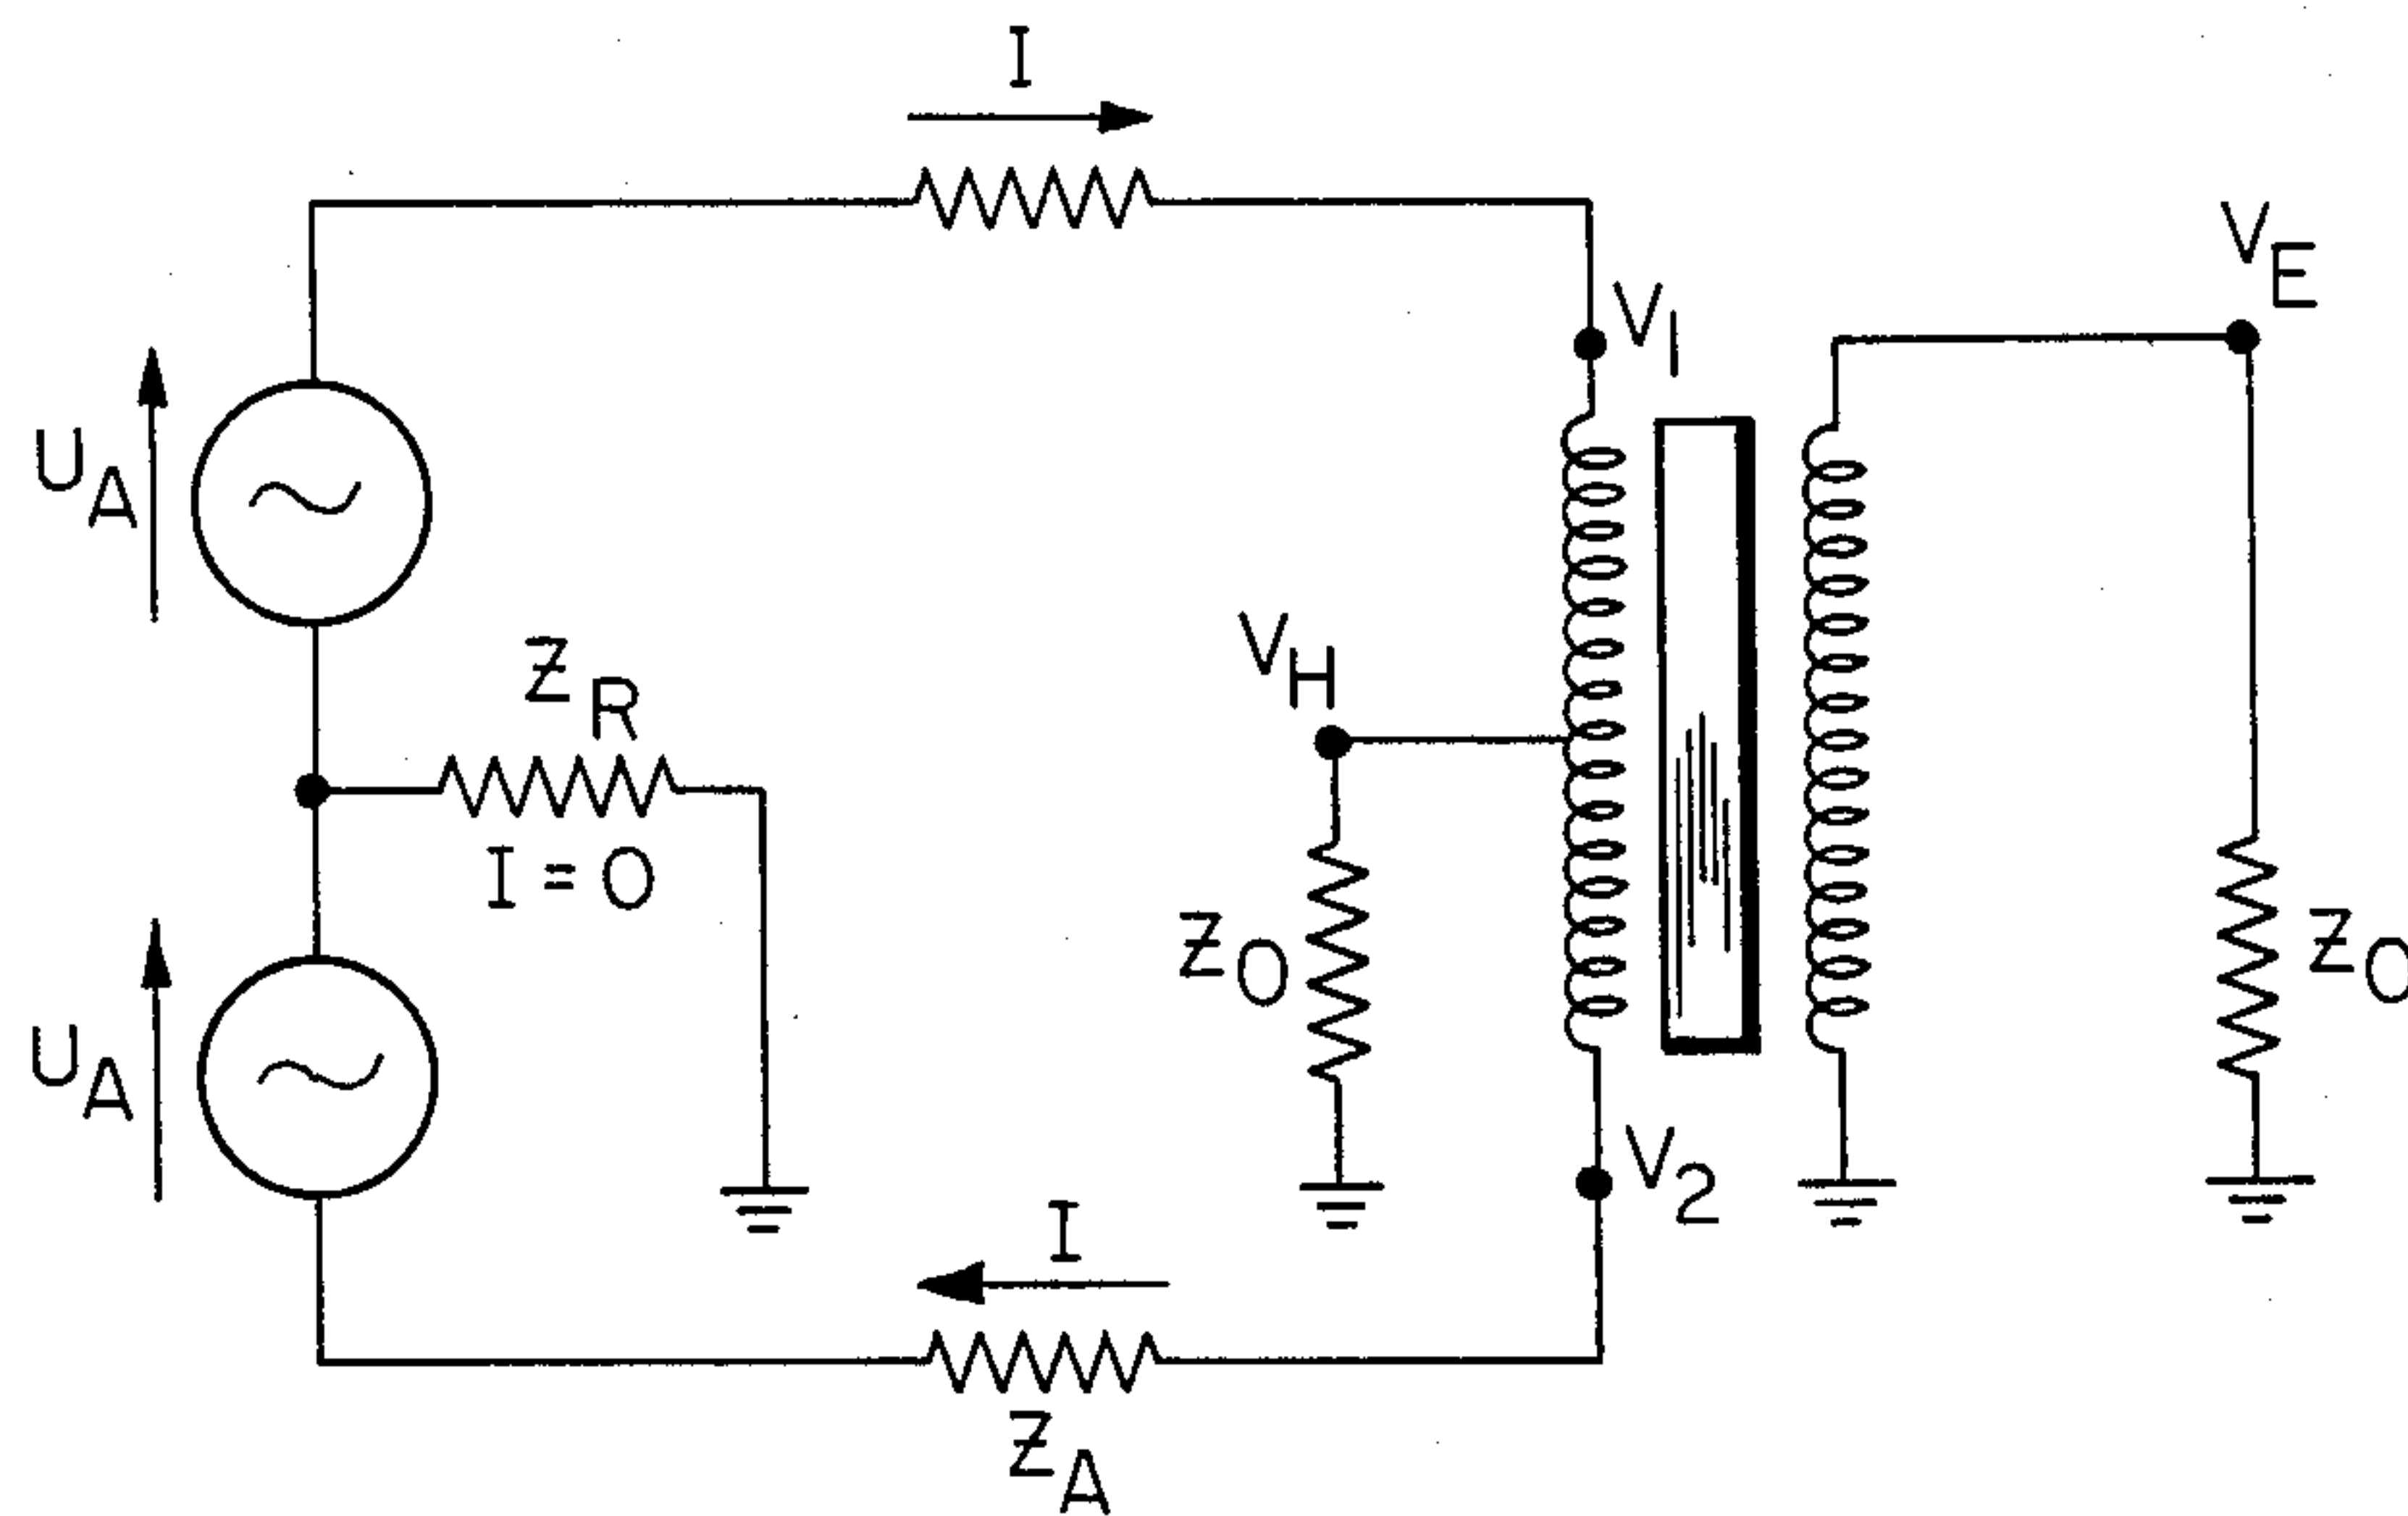 I
V_E
V_1
U_A
Z_R
V_H
I = 0
Z_O
Z_O
U_A
V_2
I
Z_A